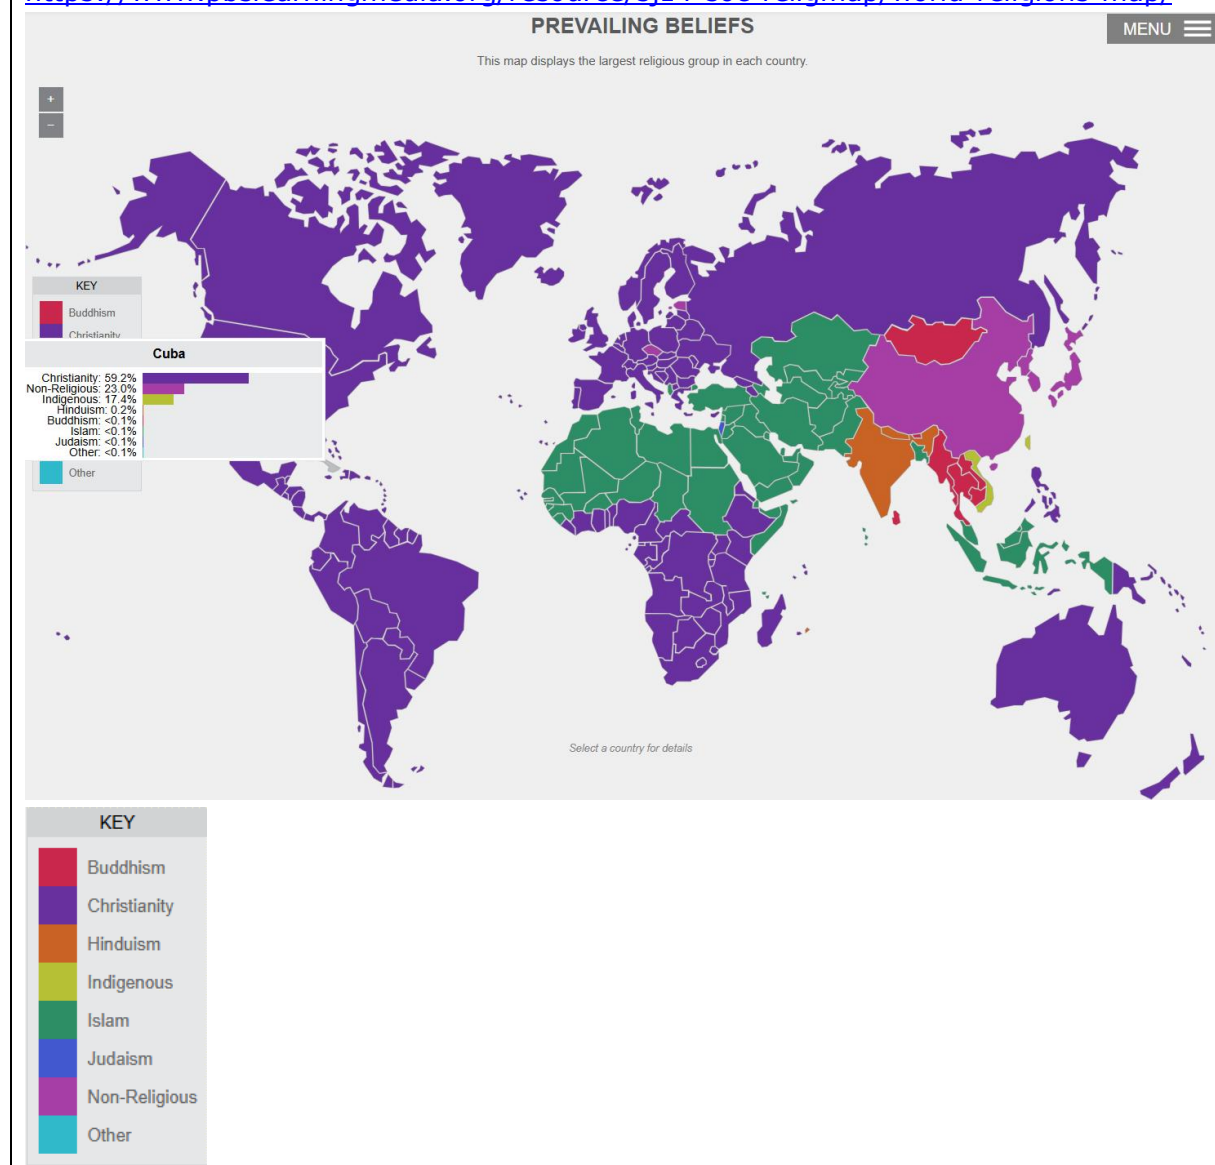 PREVAILING BELIEFS
MENU
This map displays the largest religious group in each country.
+
–
KEY
Buddhism
Christianity
Cuba
Christianity: 59.2%
Non-Religious: 23.0%
Indigenous: 17.4%
Hinduism: 0.2%
Buddhism: <0.1%
Islam: <0.1%
Judaism: <0.1%
Other: <0.1%
Other
Select a country for details
KEY
Buddhism
Christianity
Hinduism
Indigenous
Islam
Judaism
Non-Religious
Other